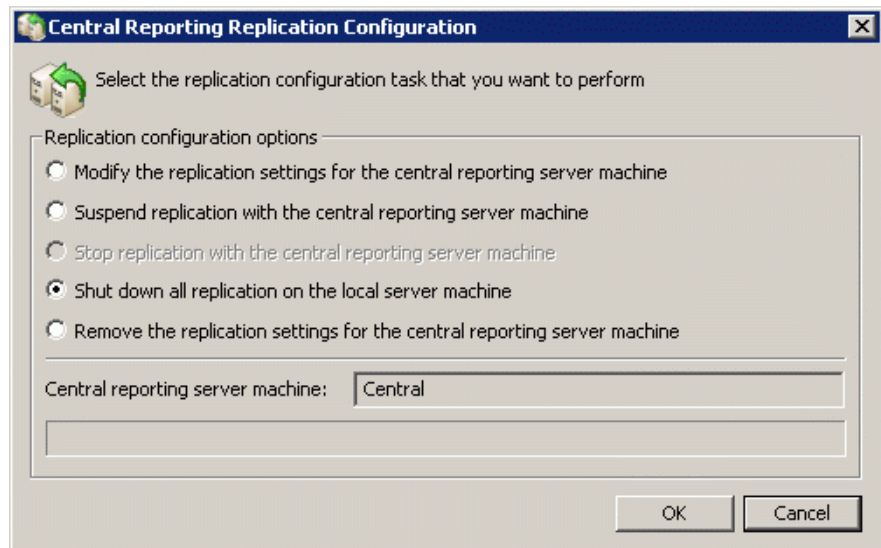 Central Reporting Replication Configuration
Select the replication configuration task that you want to perform
Replication configuration options
Modify the replication settings for the central reporting server machine
Suspend replication with the central reporting server machine
Stop replication with the central reporting server machine
Shut down all replication on the local server machine
Remove the replication settings for the central reporting server machine
Central reporting server machine: Central
OK Cancel